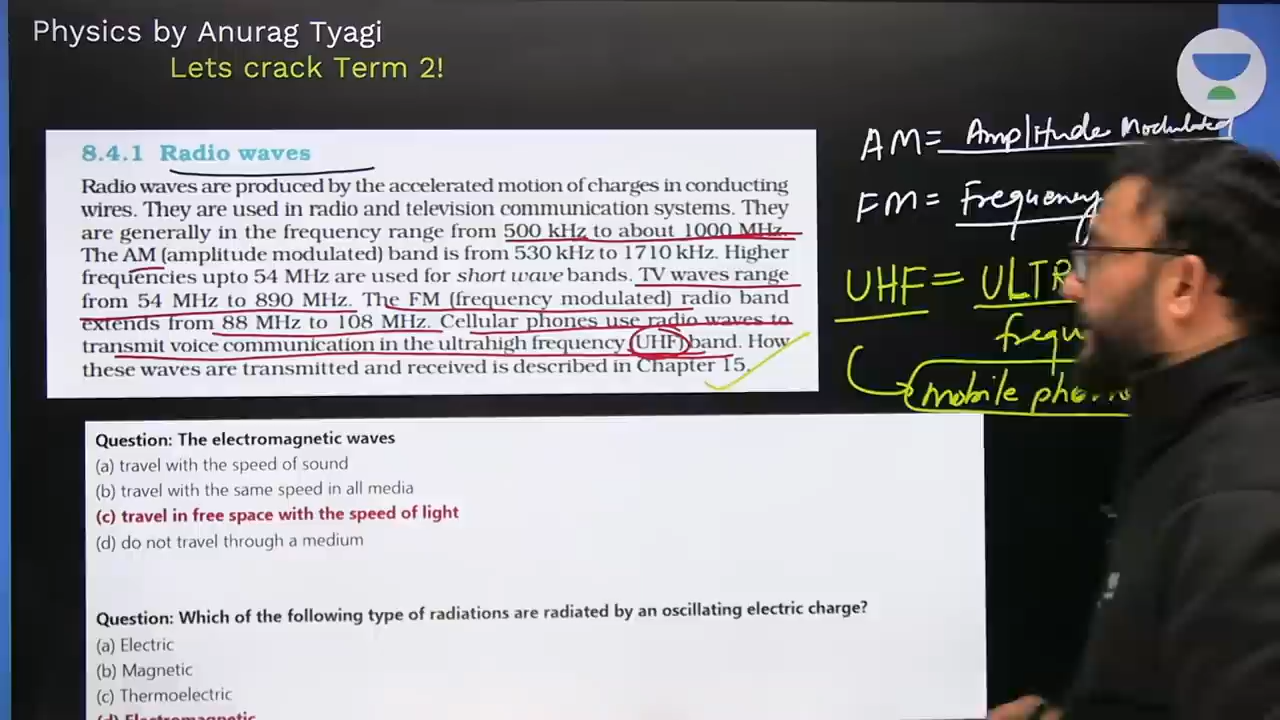 Physics by Anurag Tyagi
Lets crack Term 2!
8.4.1 Radio waves
Radio waves are produced by the accelerated motion of charges in conducting
wires. They are used in radio and television communication systems. They
are generally in the frequency range from 500 kHz to about 1000 MHz.
The AM (amplitude modulated) band is from 530 kHz to 1710 kHz. Higher
frequencies upto 54 MHz are used for short wave bands. TV waves range
from 54 MHz to 890 MHz. The FM (frequency modulated) radio band
extends from 88 MHz to 108 MHz. Cellular phones use radio waves to
transmit voice communication in the ultrahigh frequency (UHF) band. How
these waves are transmitted and received is described in Chapter 15.
AM = Amplitude Modulated
FM = Frequency
UHF = ULTR
frequ
mobile phon
Question: The electromagnetic waves
(a) travel with the speed of sound
(b) travel with the same speed in all media
(c) travel in free space with the speed of light
(d) do not travel through a medium
Question: Which of the following type of radiations are radiated by an oscillating electric charge?
(a) Electric
(b) Magnetic
(c) Thermoelectric
(d) Electromagnetic